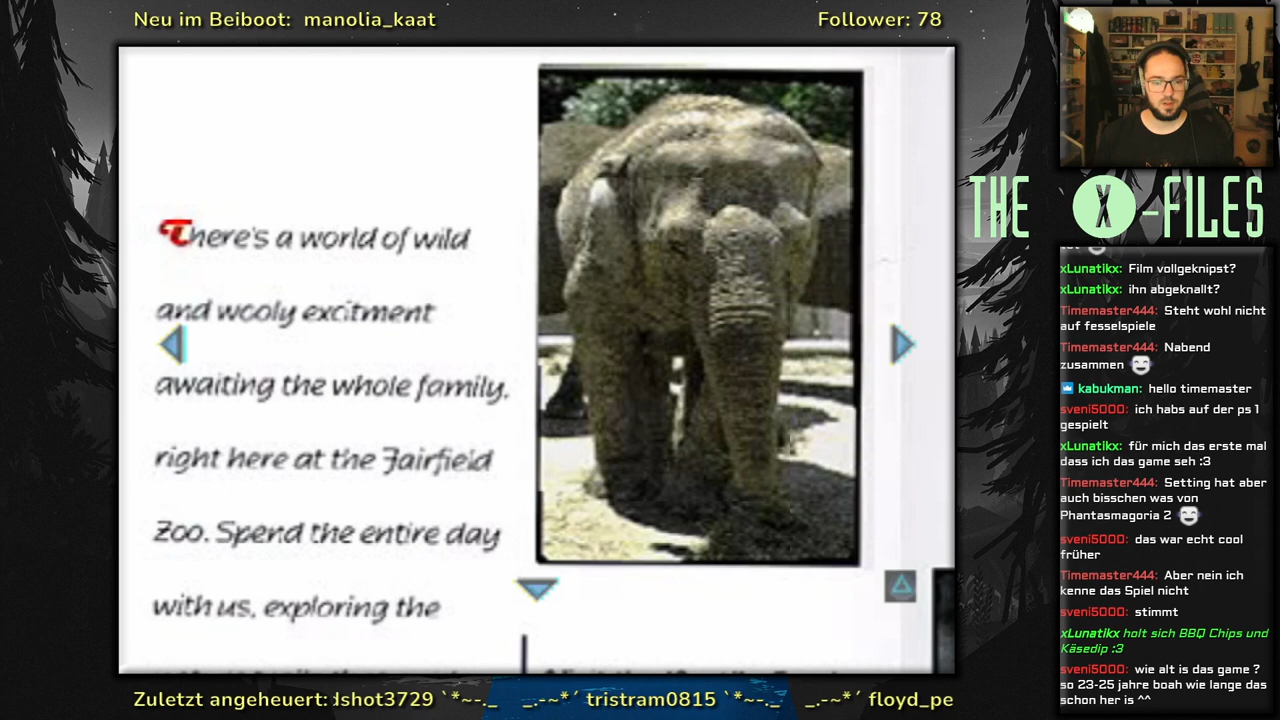 Neu im Beiboot: manolia_kaat
Follower: 78
There's a world of wild
and wooly excitment
awaiting the whole family,
right here at the Fairfield
Zoo. Spend the entire day
with us, exploring the
THE X-FILES
xLunatikx: Film vollgeknipst?
xLunatikx: ihn abgeknallt?
Timemaster444: Steht wohl nicht
auf fesselspiele
Timemaster444: Nabend
zusammen
kabukman: hello timemaster
sveni5000: ich habs auf der ps 1
gespielt
xLunatikx: für mich das erste mal
dass ich das game seh :3
Timemaster444: Setting hat aber
auch bisschen was von
Phantasmagoria 2
sveni5000: das war echt cool
früher
Timemaster444: Aber nein ich
kenne das Spiel nicht
sveni5000: stimmt
xLunatikx holt sich BBQ Chips und
Käsedip :3
sveni5000: wie alt is das game ?
so 23-25 jahre boah wie lange das
schon her is ^^
Zuletzt angeheuert: dshot3729 `*~-._ _.-~*´ tristram0815 `*~-._ _.-~*´ floyd_pe